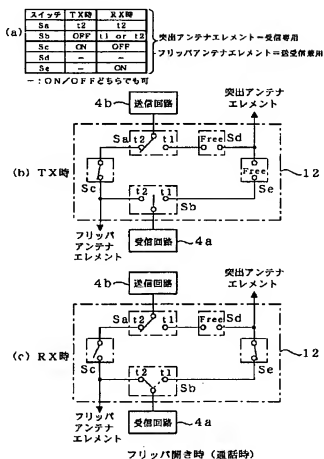 (a)
スイッチ TX時 RX時
Sa t2 t2
Sb OFF t1 or t2
Sc ON OFF
Sd － －
Se － ON
－：ON／OFFどちらでも可
突出アンテナエレメント＝受信専用
フリッパアンテナエレメント＝送受信兼用
4b 送信回路
突出アンテナ
エレメント
Sa t2 t1 Free Sd
(b) TX時
Sc
Free
Se
12
t2 t1
Sb
フリッパ
アンテナ
エレメント
受信回路 4a
4b 送信回路
突出アンテナ
エレメント
Sa t2 t1 Free Sd
(c) RX時
Sc
Se
12
t2 t1
Sb
フリッパ
アンテナ
エレメント
受信回路 4a
フリッパ開き時（通話時）